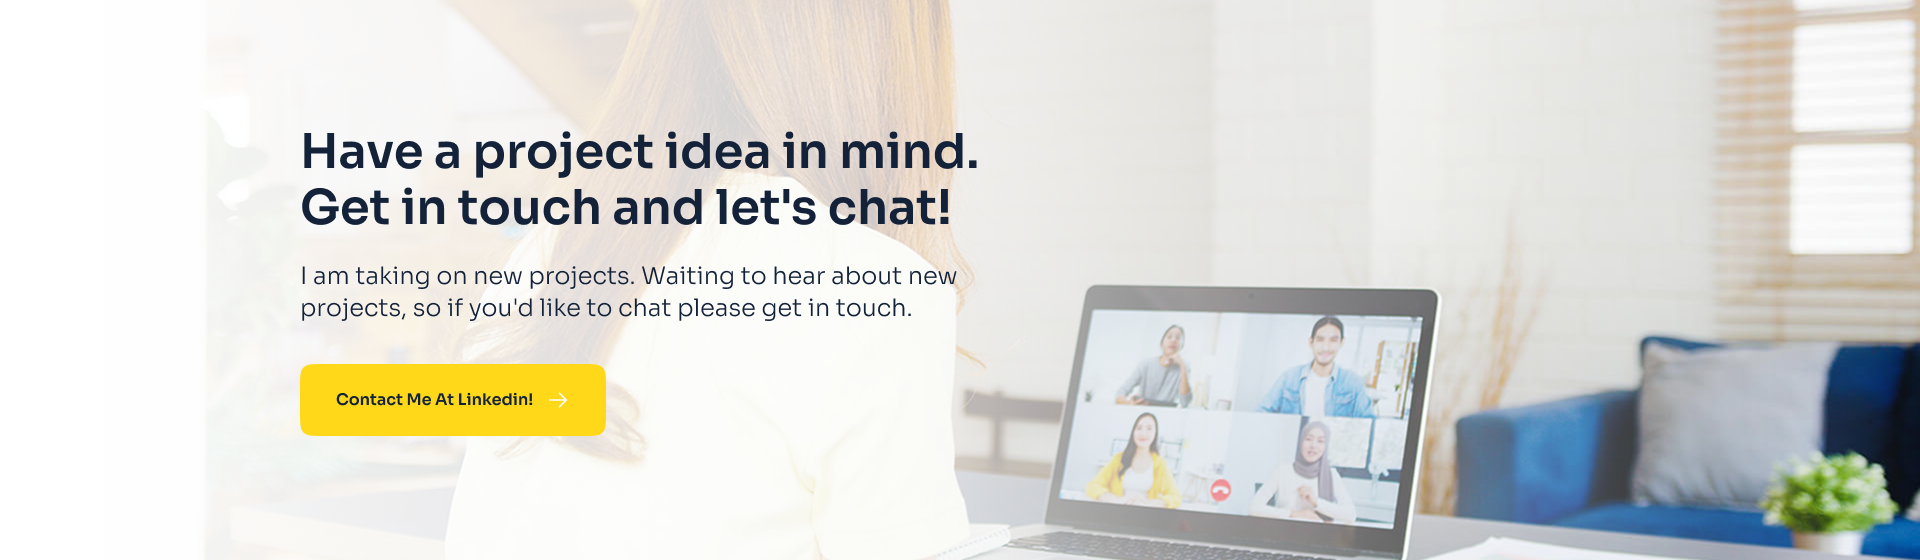 Have a project idea in mind.
Get in touch and let's chat!
I am taking on new projects. Waiting to hear about new
projects, so if you'd like to chat please get in touch.
Contact Me At Linkedin!